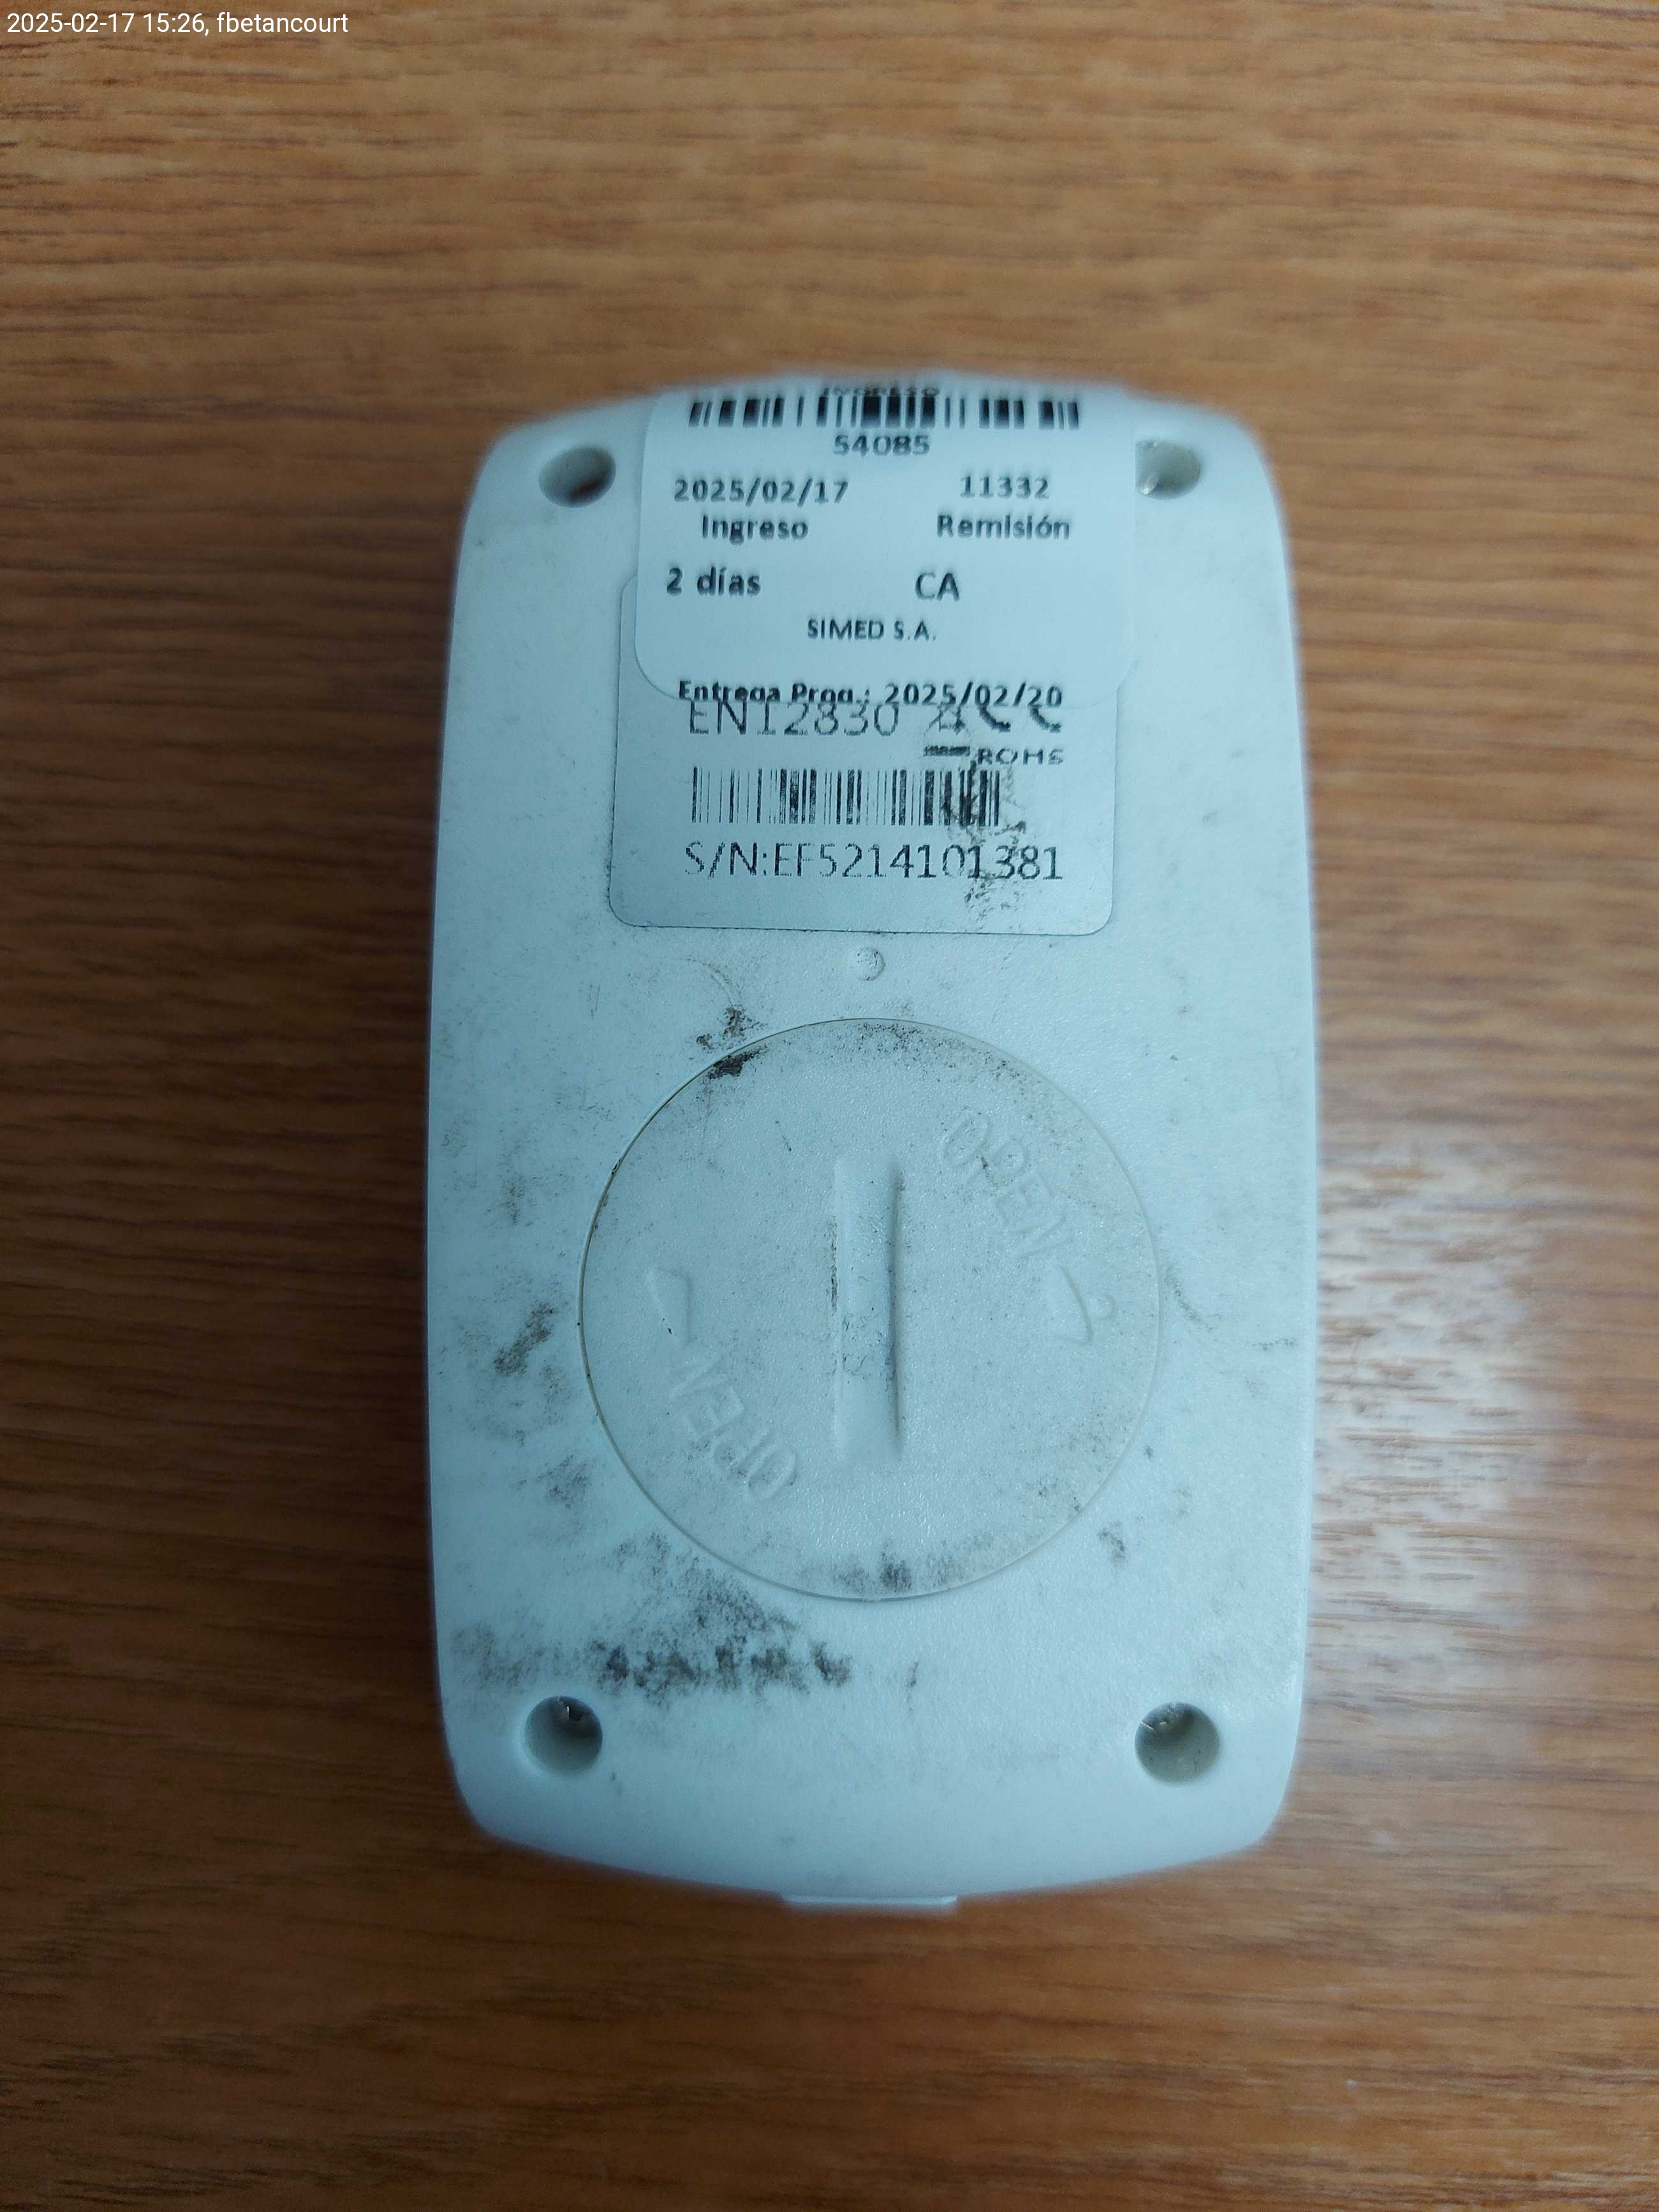 2025-02-17 15:26, fbetancourt
INGRESO
54085
2025/02/17 11332
Ingreso Remisión
2 días CA
SIMED S.A.
Entrega Prog.: 2025/02/20
EN12830
ROHS
S/N:EF5214101381
OPEN
OPEN